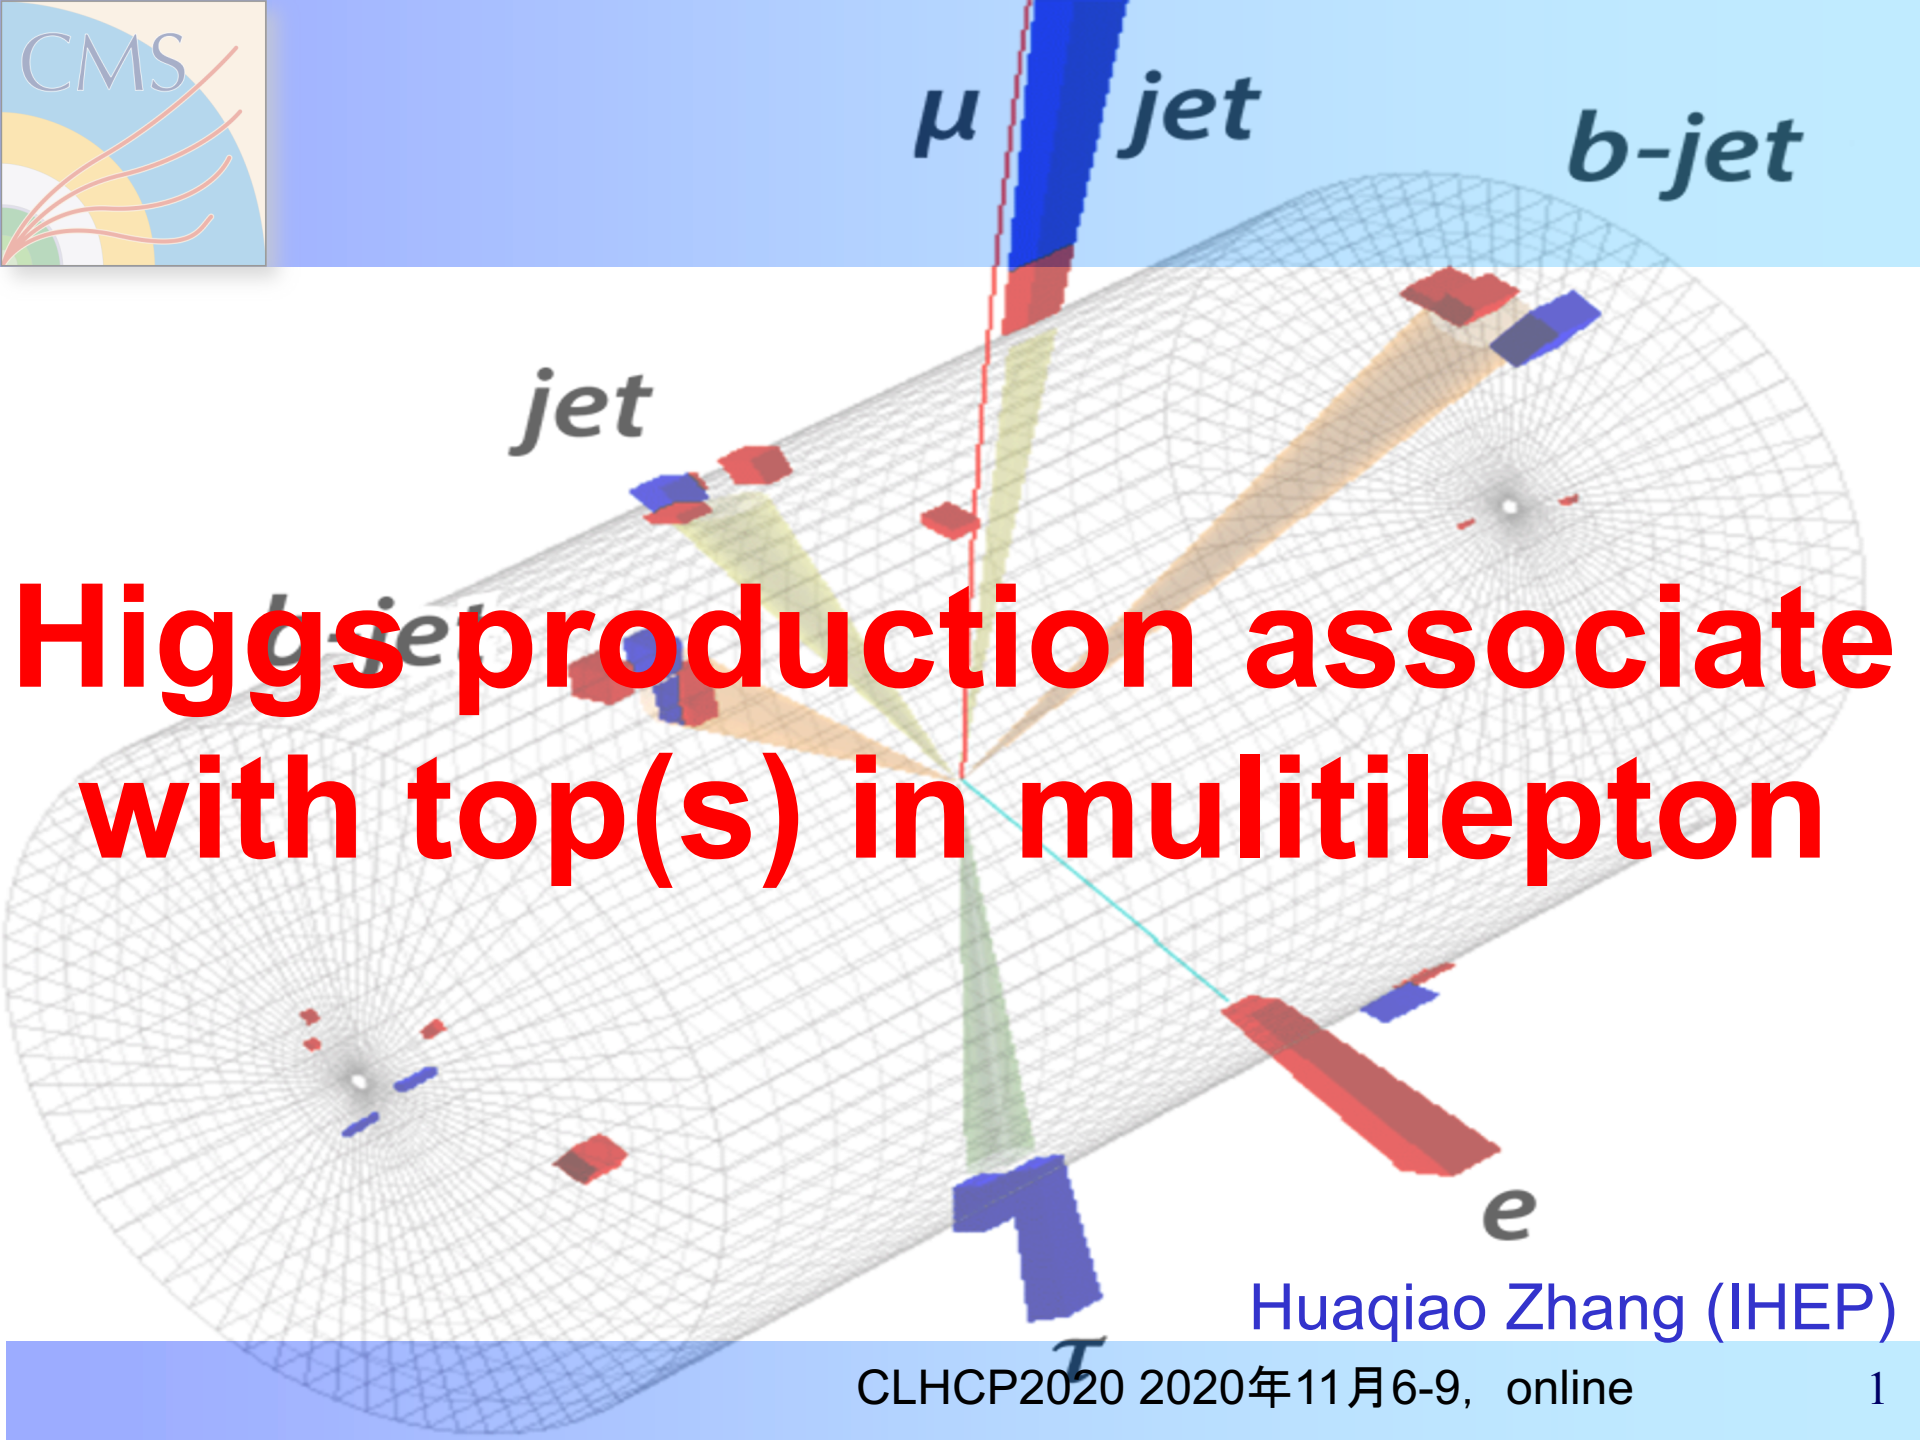 CMS
μ jet
b-jet
jet
b-jet
Higgs production associate
with top(s) in mulitilepton
e
Huaqiao Zhang (IHEP)
τ
CLHCP2020 2020年11月6-9, online 1